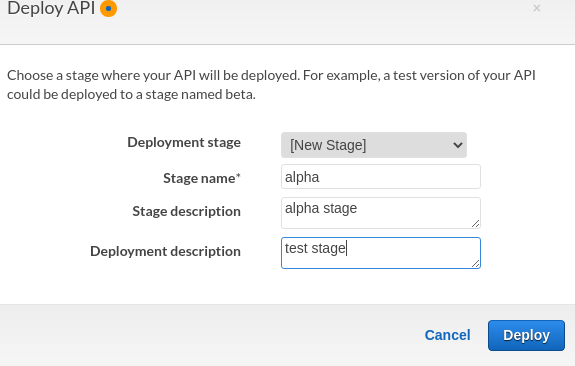 Deploy API
×
Choose a stage where your API will be deployed. For example, a test version of your API
could be deployed to a stage named beta.
Deployment stage [New Stage]
Stage name* alpha
Stage description alpha stage
Deployment description test stage
Cancel Deploy